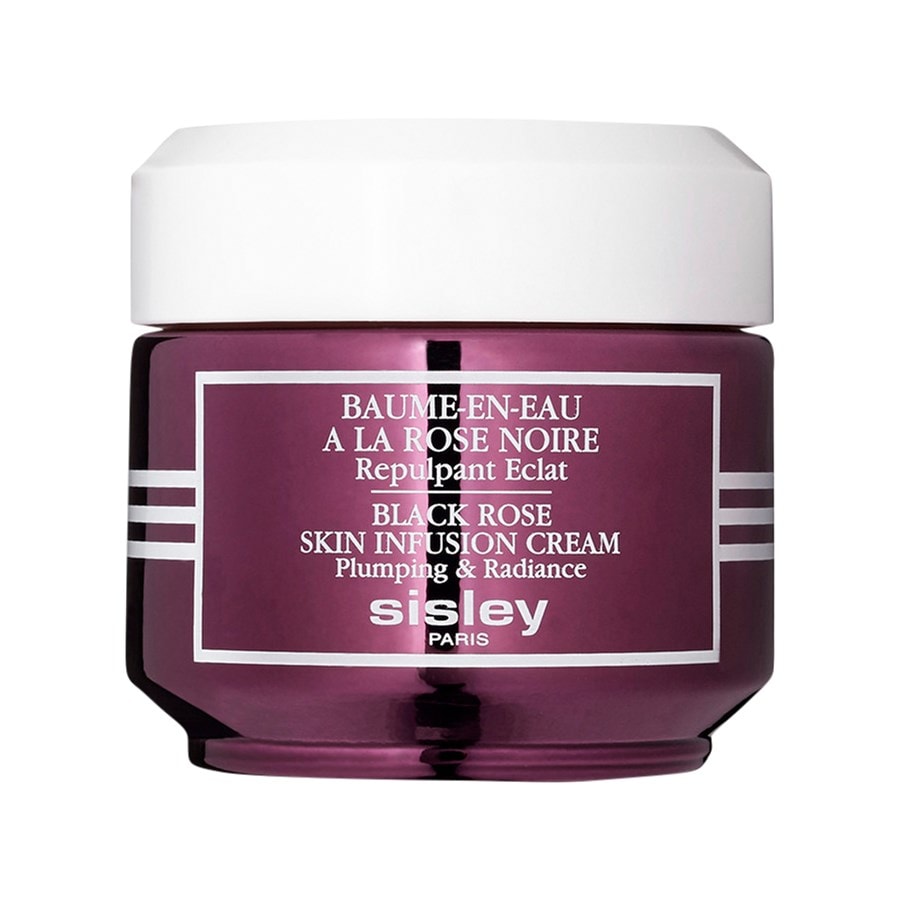 BAUME-EN-EAU
A LA ROSE NOIRE
Repulpant Eclat
BLACK ROSE
SKIN INFUSION CREAM
Plumping & Radiance
sisley
PARIS